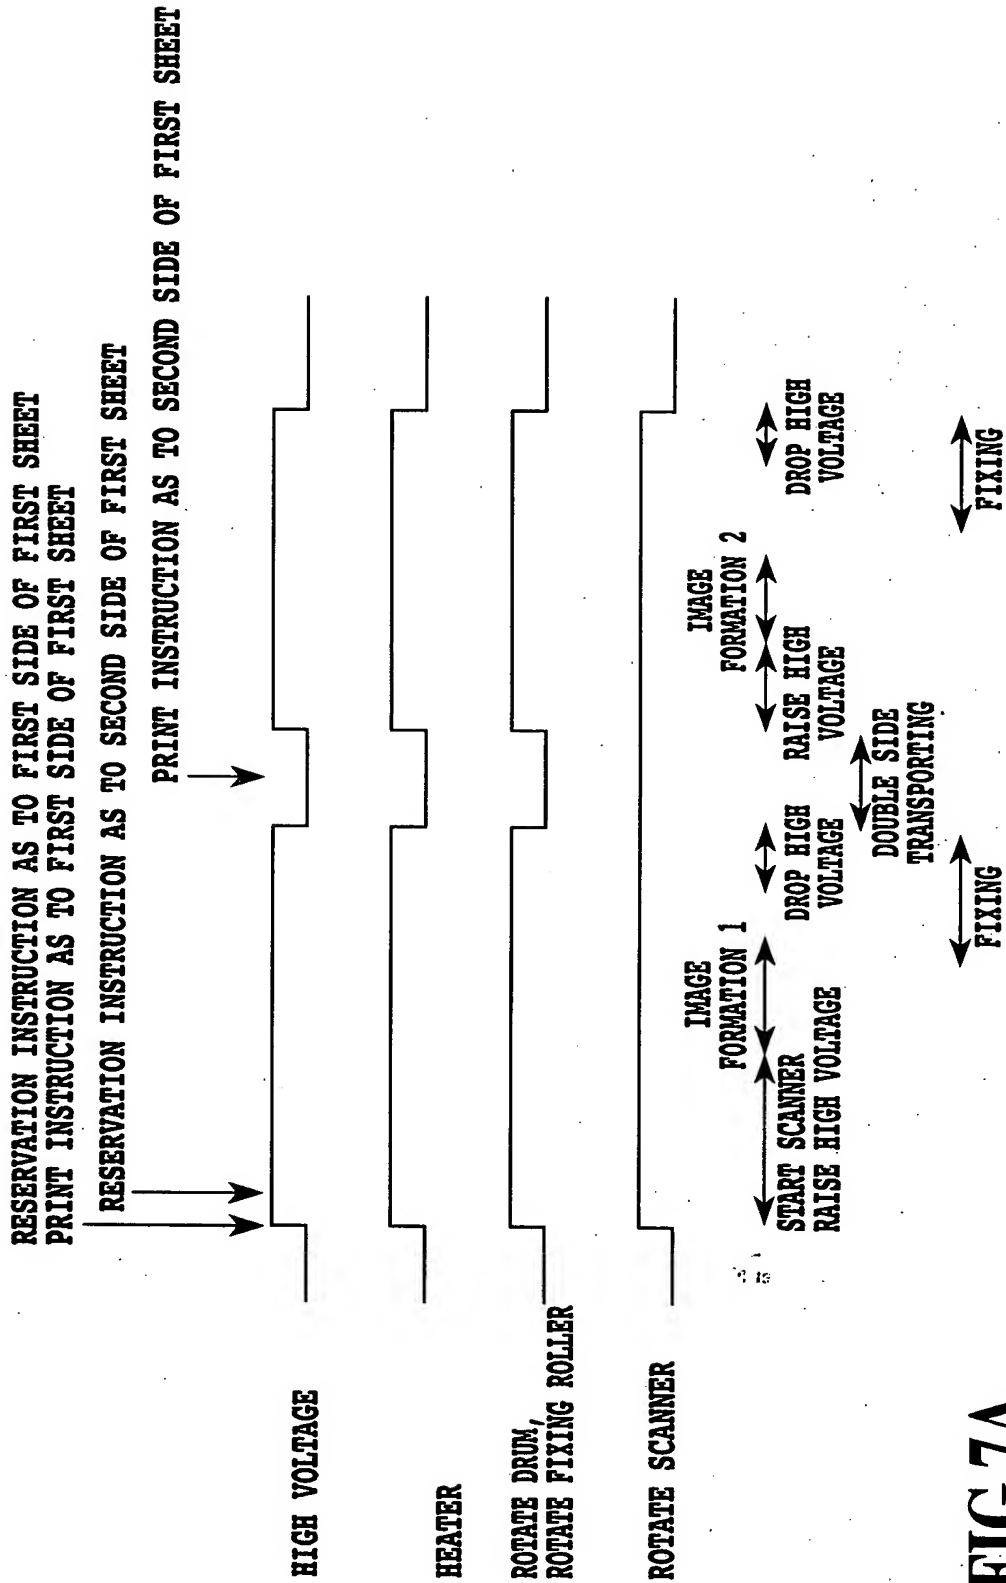 RESERVATION INSTRUCTION AS TO FIRST SIDE OF FIRST SHEET
PRINT INSTRUCTION AS TO FIRST SIDE OF FIRST SHEET
RESERVATION INSTRUCTION AS TO SECOND SIDE OF FIRST SHEET
PRINT INSTRUCTION AS TO SECOND SIDE OF FIRST SHEET
HIGH VOLTAGE
HEATER
ROTATE DRUM,
ROTATE FIXING ROLLER
ROTATE SCANNER
IMAGE
FORMATION 1
IMAGE
FORMATION 2
START SCANNER
RAISE HIGH VOLTAGE
DROP HIGH
VOLTAGE
RAISE HIGH
VOLTAGE
DROP HIGH
VOLTAGE
DOUBLE SIDE
TRANSPORTING
FIXING
FIXING
FIG.7A